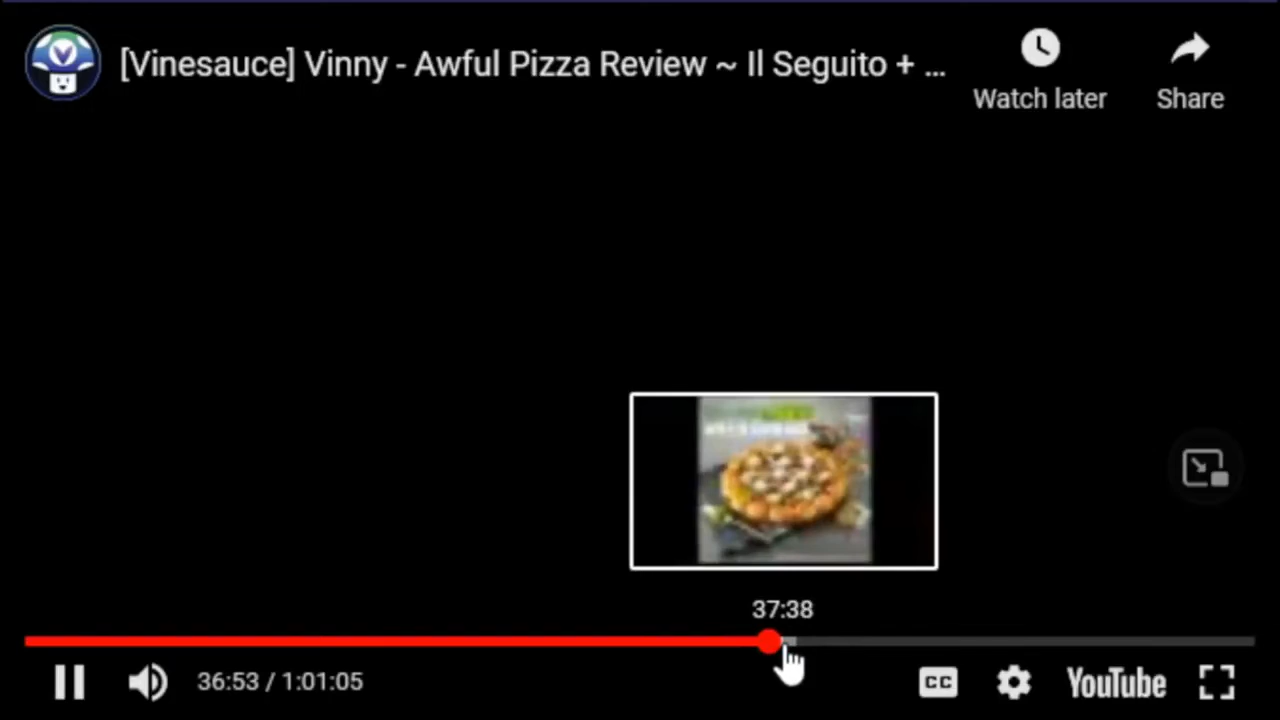 [Vinesauce] Vinny - Awful Pizza Review ~ Il Seguito + ...
Watch later
Share
37:38
36:53 / 1:01:05
CC
YouTube